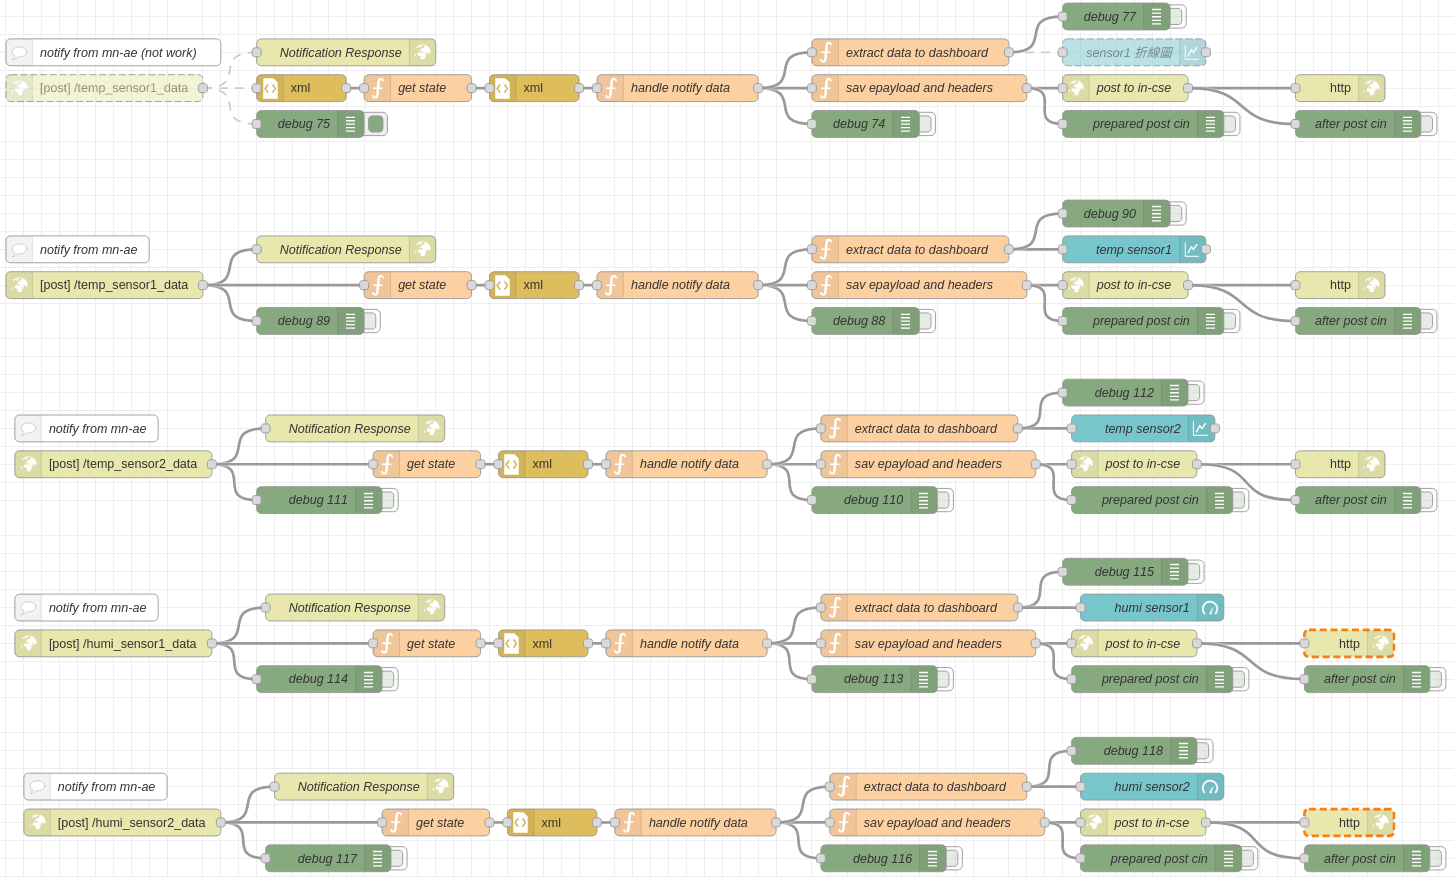 debug 77
notify from mn-ae (not work)
Notification Response
extract data to dashboard
sensor1 折線圖
[post] /temp_sensor1_data
xml
get state
xml
handle notify data
sav epayload and headers
post to in-cse
http
debug 75
debug 74
prepared post cin
after post cin
debug 90
notify from mn-ae
Notification Response
extract data to dashboard
temp sensor1
[post] /temp_sensor1_data
get state
xml
handle notify data
sav epayload and headers
post to in-cse
http
debug 89
debug 88
prepared post cin
after post cin
debug 112
notify from mn-ae
Notification Response
extract data to dashboard
temp sensor2
[post] /temp_sensor2_data
get state
xml
handle notify data
sav epayload and headers
post to in-cse
http
debug 111
debug 110
prepared post cin
after post cin
debug 115
notify from mn-ae
Notification Response
extract data to dashboard
humi sensor1
[post] /humi_sensor1_data
get state
xml
handle notify data
sav epayload and headers
post to in-cse
http
debug 114
debug 113
prepared post cin
after post cin
debug 118
notify from mn-ae
Notification Response
extract data to dashboard
humi sensor2
[post] /humi_sensor2_data
get state
xml
handle notify data
sav epayload and headers
post to in-cse
http
debug 117
debug 116
prepared post cin
after post cin